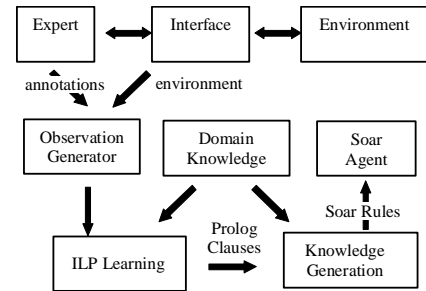 Expert
Interface
Environment
annotations
environment
Observation
Generator
Domain
Knowledge
Soar
Agent
Prolog
Clauses
Soar Rules
ILP Learning
Knowledge
Generation